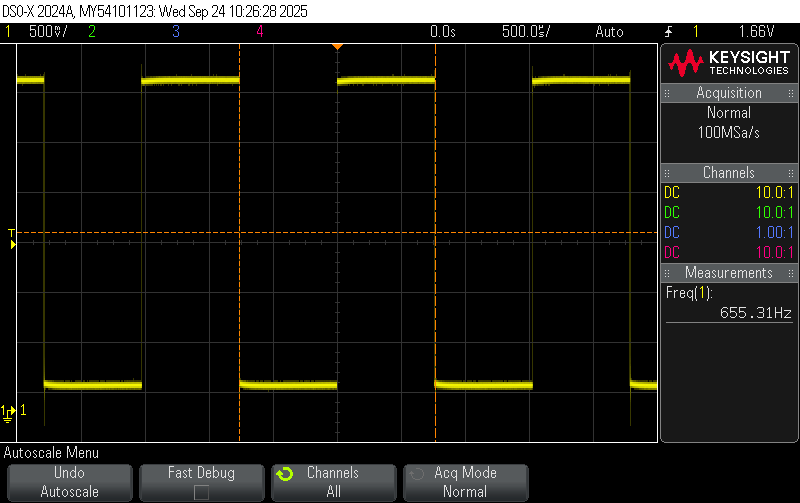 DSO-X 2024A, MY54101123: Wed Sep 24 10:26:28 2025
1 500mV/ 2 3 4 0.0s 500.0us/ Auto 1 1.66V
KEYSIGHT
TECHNOLOGIES
Acquisition
Normal
100MSa/s
Channels
DC 10.0:1
DC 10.0:1
DC 1.00:1
DC 10.0:1
Measurements
Freq(1):
655.31Hz
T
1 1
Autoscale Menu
Undo
Autoscale
Fast Debug
Channels
All
Acq Mode
Normal